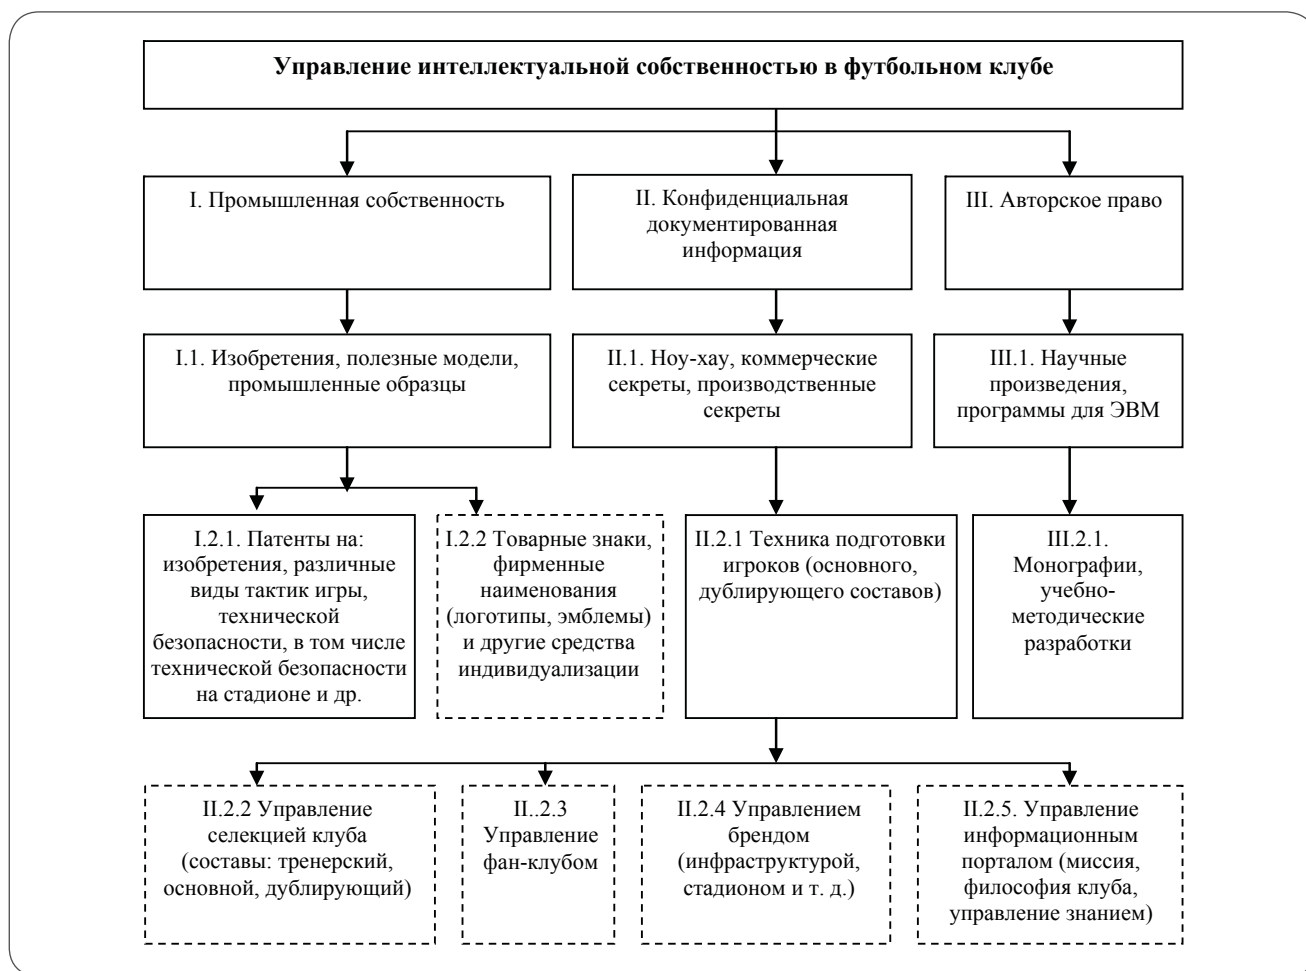 Управление интеллектуальной собственностью в футбольном клубе
I. Промышленная собственность
II. Конфиденциальная
документированная
информация
III. Авторское право
I.1. Изобретения, полезные модели,
промышленные образцы
II.1. Ноу-хау, коммерческие
секреты, производственные
секреты
III.1. Научные
произведения,
программы для ЭВМ
I.2.1. Патенты на:
изобретения, различные
виды тактик игры,
технической
безопасности, в том числе
технической безопасности
на стадионе и др.
I.2.2 Товарные знаки,
фирменные
наименования
(логотипы, эмблемы)
и другие средства
индивидуализации
II.2.1 Техника подготовки
игроков (основного,
дублирующего составов)
III.2.1.
Монографии,
учебно-
методические
разработки
II.2.2 Управление
селекцией клуба
(составы: тренерский,
основной, дублирующий)
II..2.3
Управление
фан-клубом
II.2.4 Управлением
брендом
(инфраструктурой,
стадионом и т. д.)
II.2.5. Управление
информационным
порталом (миссия,
философия клуба,
управление знанием)